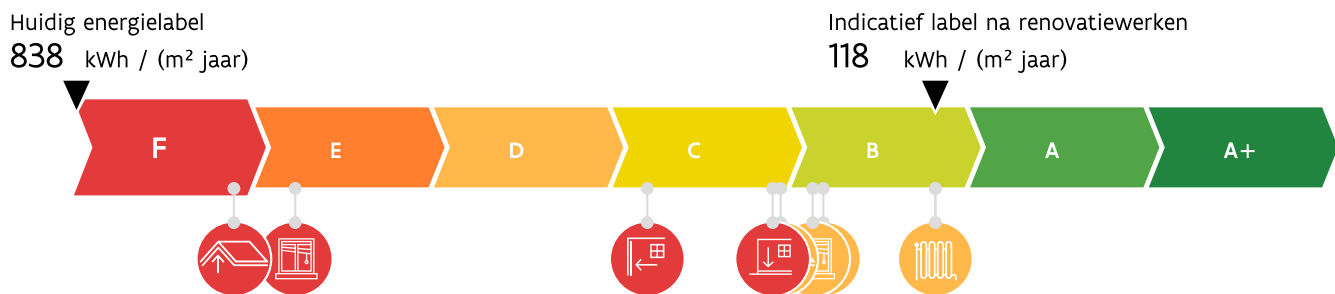 Huidig energielabel
838 kWh / (m² jaar)
Indicatief label na renovatiewerken
118 kWh / (m² jaar)
F E D C B A A+